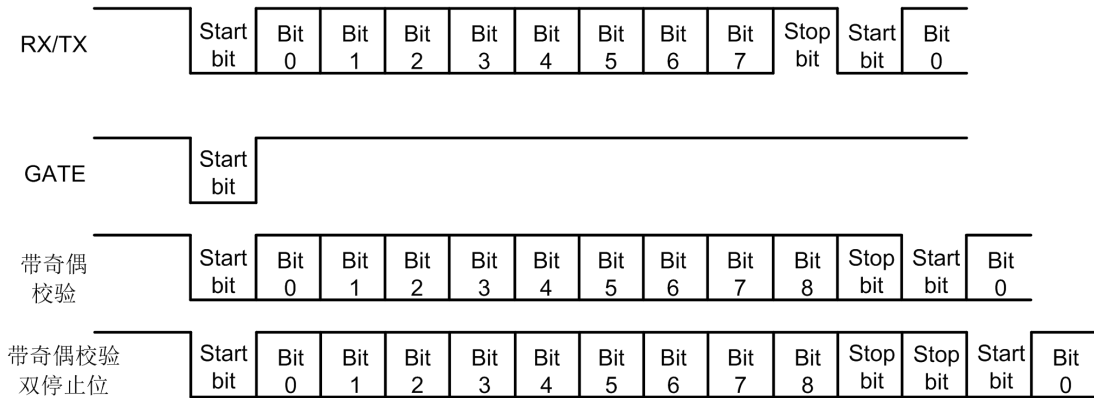 RX/TX
Start Bit Bit Bit Bit Bit Bit Bit Bit Stop Start Bit
bit 0 1 2 3 4 5 6 7 bit bit 0
GATE
Start
bit
带奇偶
校验
Start Bit Bit Bit Bit Bit Bit Bit Bit Bit Stop Start Bit
bit 0 1 2 3 4 5 6 7 8 bit bit 0
带奇偶校验
双停止位
Start Bit Bit Bit Bit Bit Bit Bit Bit Bit Stop Stop Start Bit
bit 0 1 2 3 4 5 6 7 8 bit bit bit 0